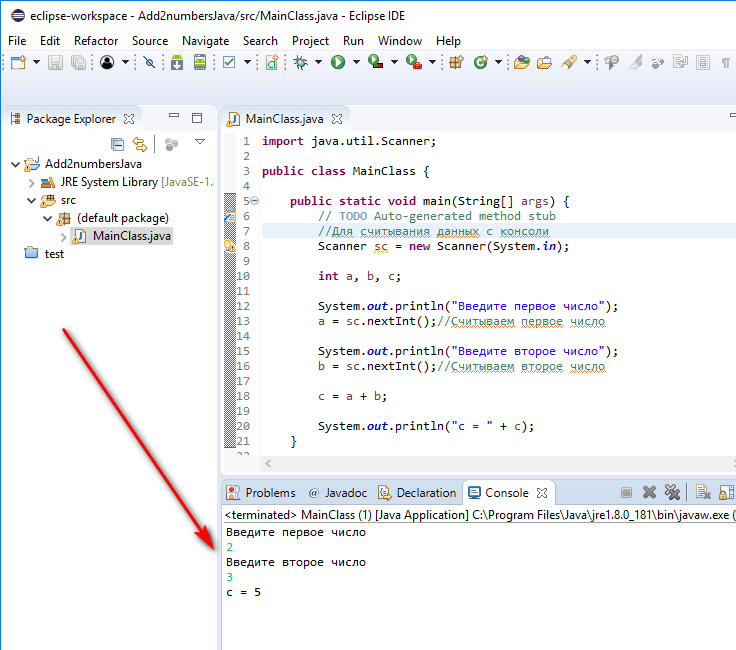 eclipse-workspace - Add2numbersJava/src/MainClass.java - Eclipse IDE
File Edit Refactor Source Navigate Search Project Run Window Help
Package Explorer
Add2numbersJava
JRE System Library [JavaSE-1.
src
(default package)
MainClass.java
test
MainClass.java
1 import java.util.Scanner;
2
3 public class MainClass {
4
5 public static void main(String[] args) {
6 // TODO Auto-generated method stub
7 //Для считывания данных с консоли
8 Scanner sc = new Scanner(System.in);
9
10 int a, b, c;
11
12 System.out.println("Введите первое число");
13 a = sc.nextInt();//Считываем первое число
14
15 System.out.println("Введите второе число");
16 b = sc.nextInt();//Считываем второе число
17
18 c = a + b;
19
20 System.out.println("c = " + c);
21 }
Problems @ Javadoc Declaration Console
<terminated> MainClass (1) [Java Application] C:\Program Files\Java\jre1.8.0_181\bin\javaw.exe (
Введите первое число
2
Введите второе число
3
c = 5